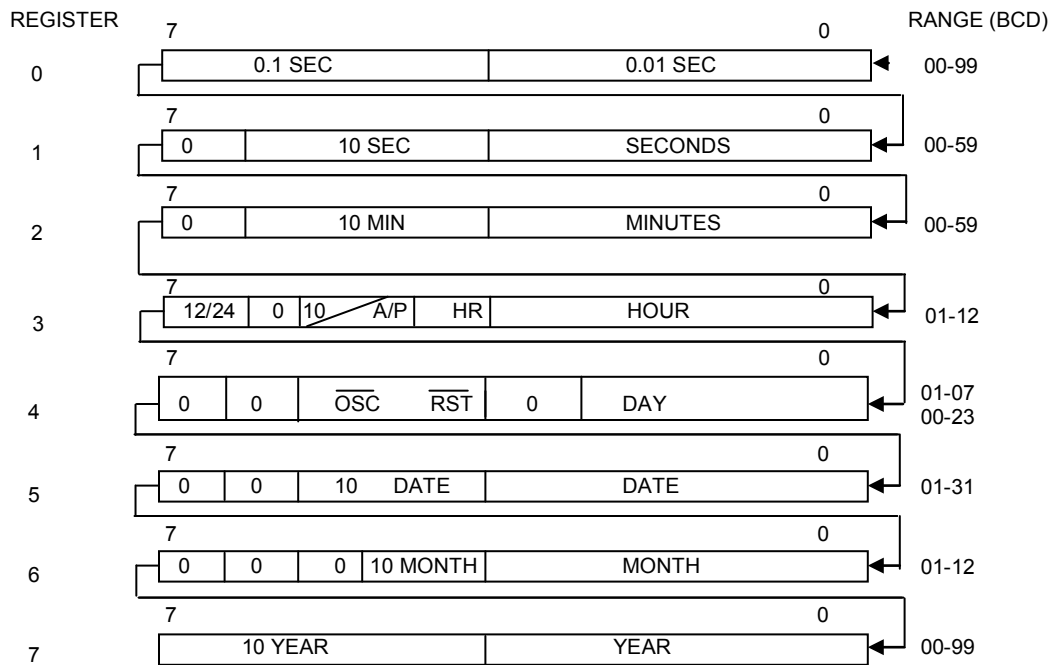 REGISTER RANGE (BCD)
7 0
0 0.1 SEC 0.01 SEC 00-99
7 0
1 0 10 SEC SECONDS 00-59
7 0
2 0 10 MIN MINUTES 00-59
7 0
3 12/24 0 10 A/P HR HOUR 01-12
7 0
4 0 0 OSC RST 0 DAY 01-07
00-23
7 0
5 0 0 10 DATE DATE 01-31
7 0
6 0 0 0 10 MONTH MONTH 01-12
7 0
7 10 YEAR YEAR 00-99